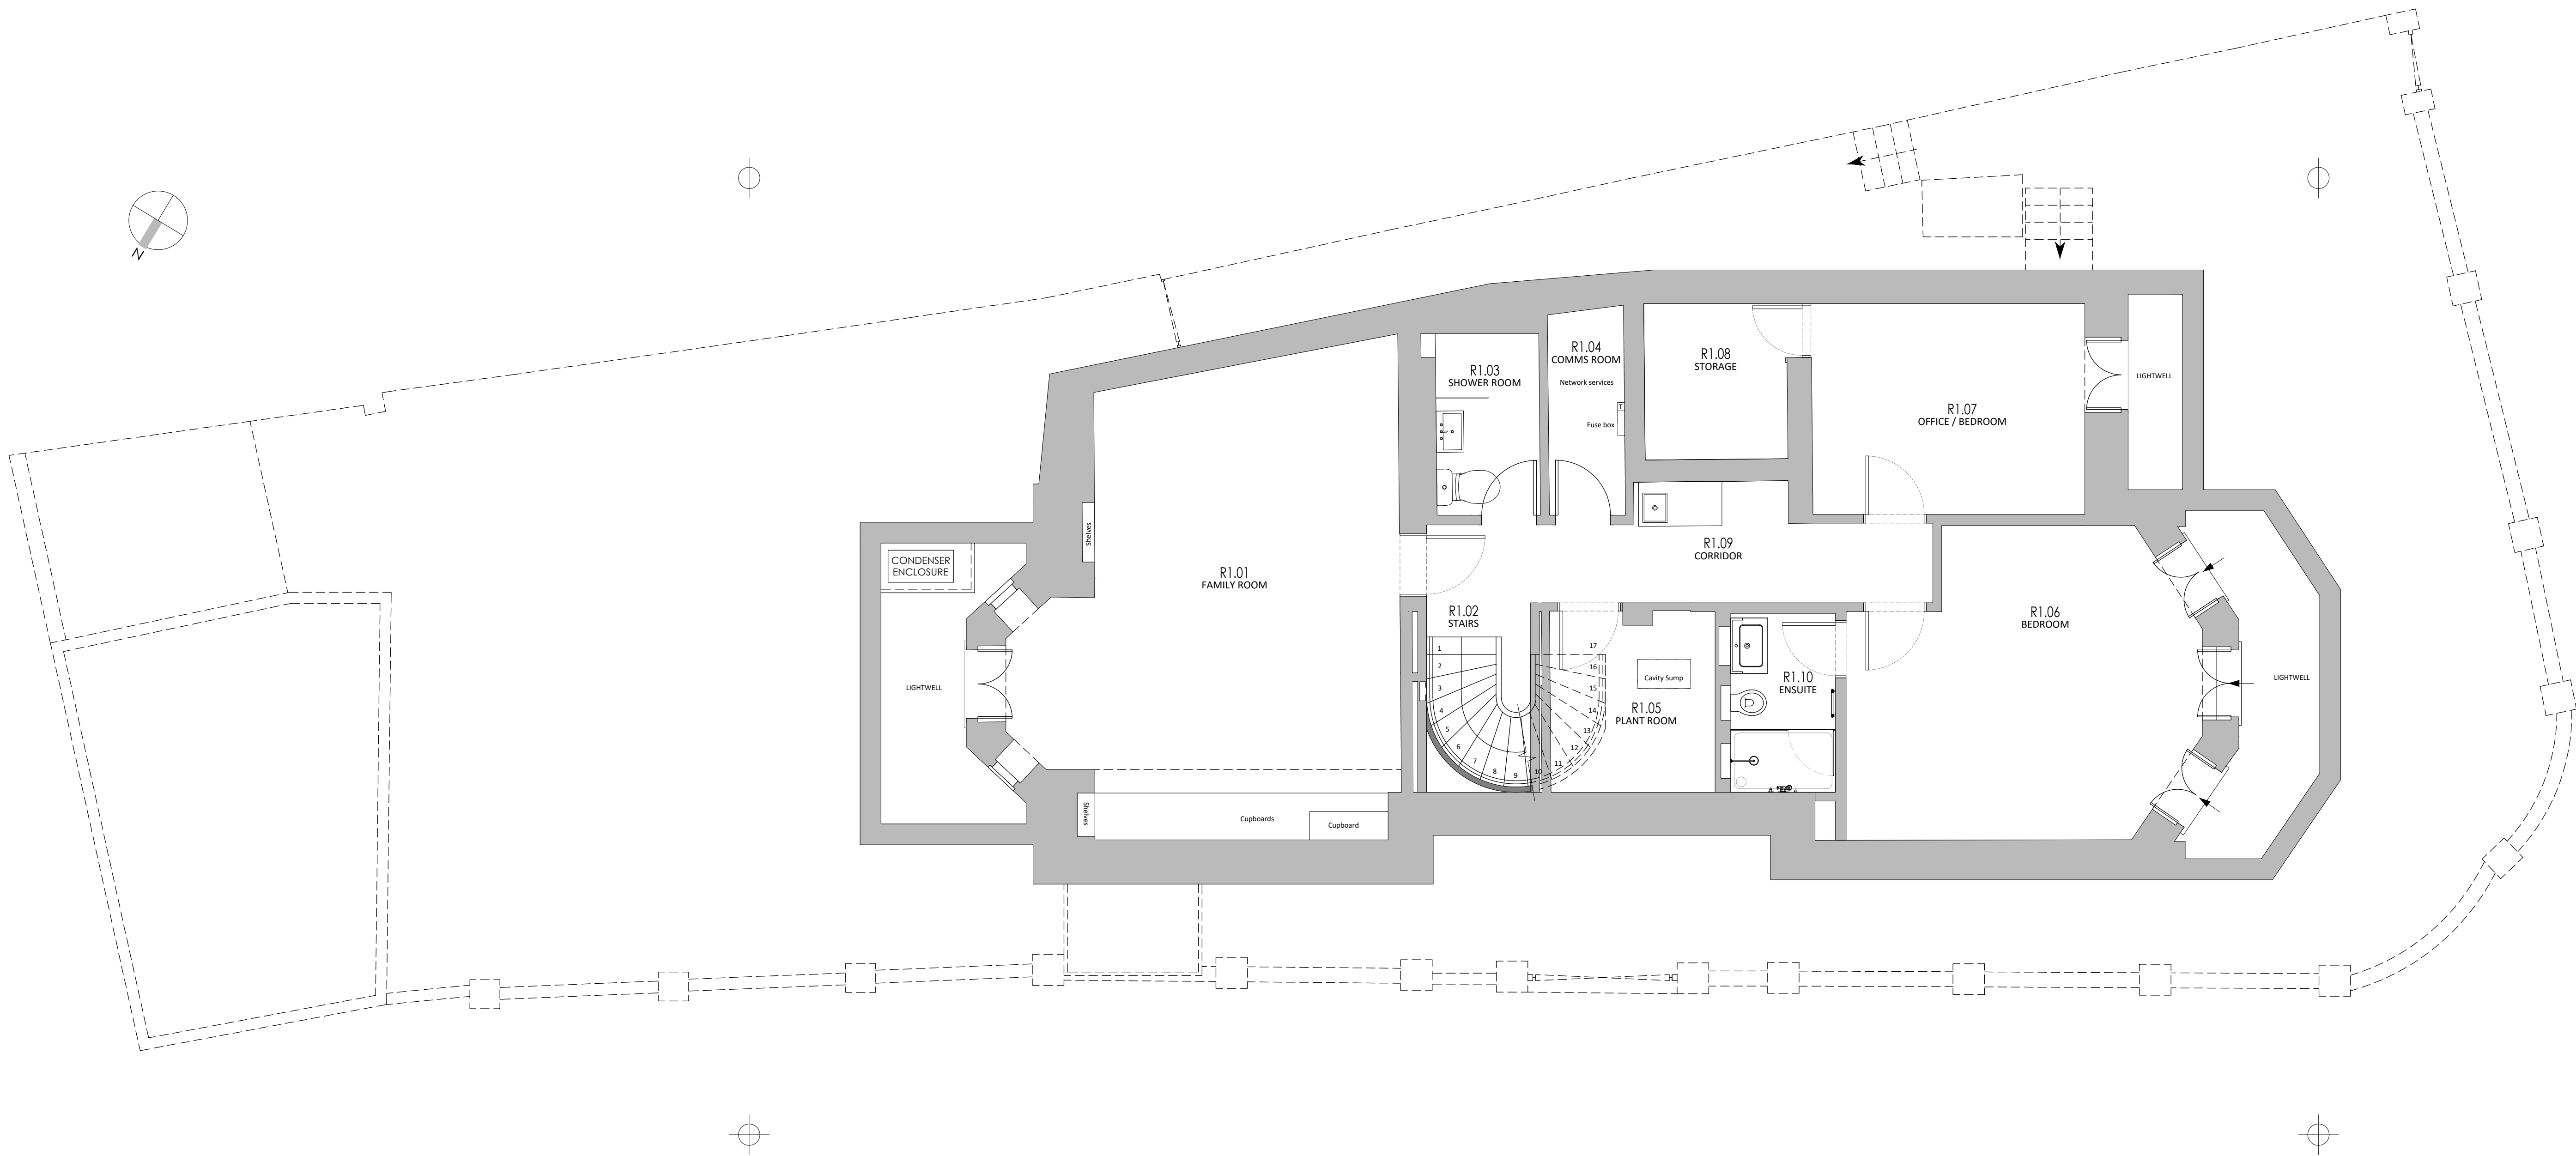 N
R1.08
STORAGE
R1.04
COMMS ROOM
Network services
T
Fuse box
R1.03
SHOWER ROOM
LIGHTWELL
R1.07
OFFICE / BEDROOM
Shelves
CONDENSER
ENCLOSURE
R1.01
FAMILY ROOM
R1.09
CORRIDOR
R1.02
STAIRS
R1.06
BEDROOM
1
2
3
4
5
6
7
8
9
10
11
12
13
14
15
16
17
Cavity Sump
R1.10
ENSUITE
R1.05
PLANT ROOM
LIGHTWELL
LIGHTWELL
Shelves
Cupboards
Cupboard